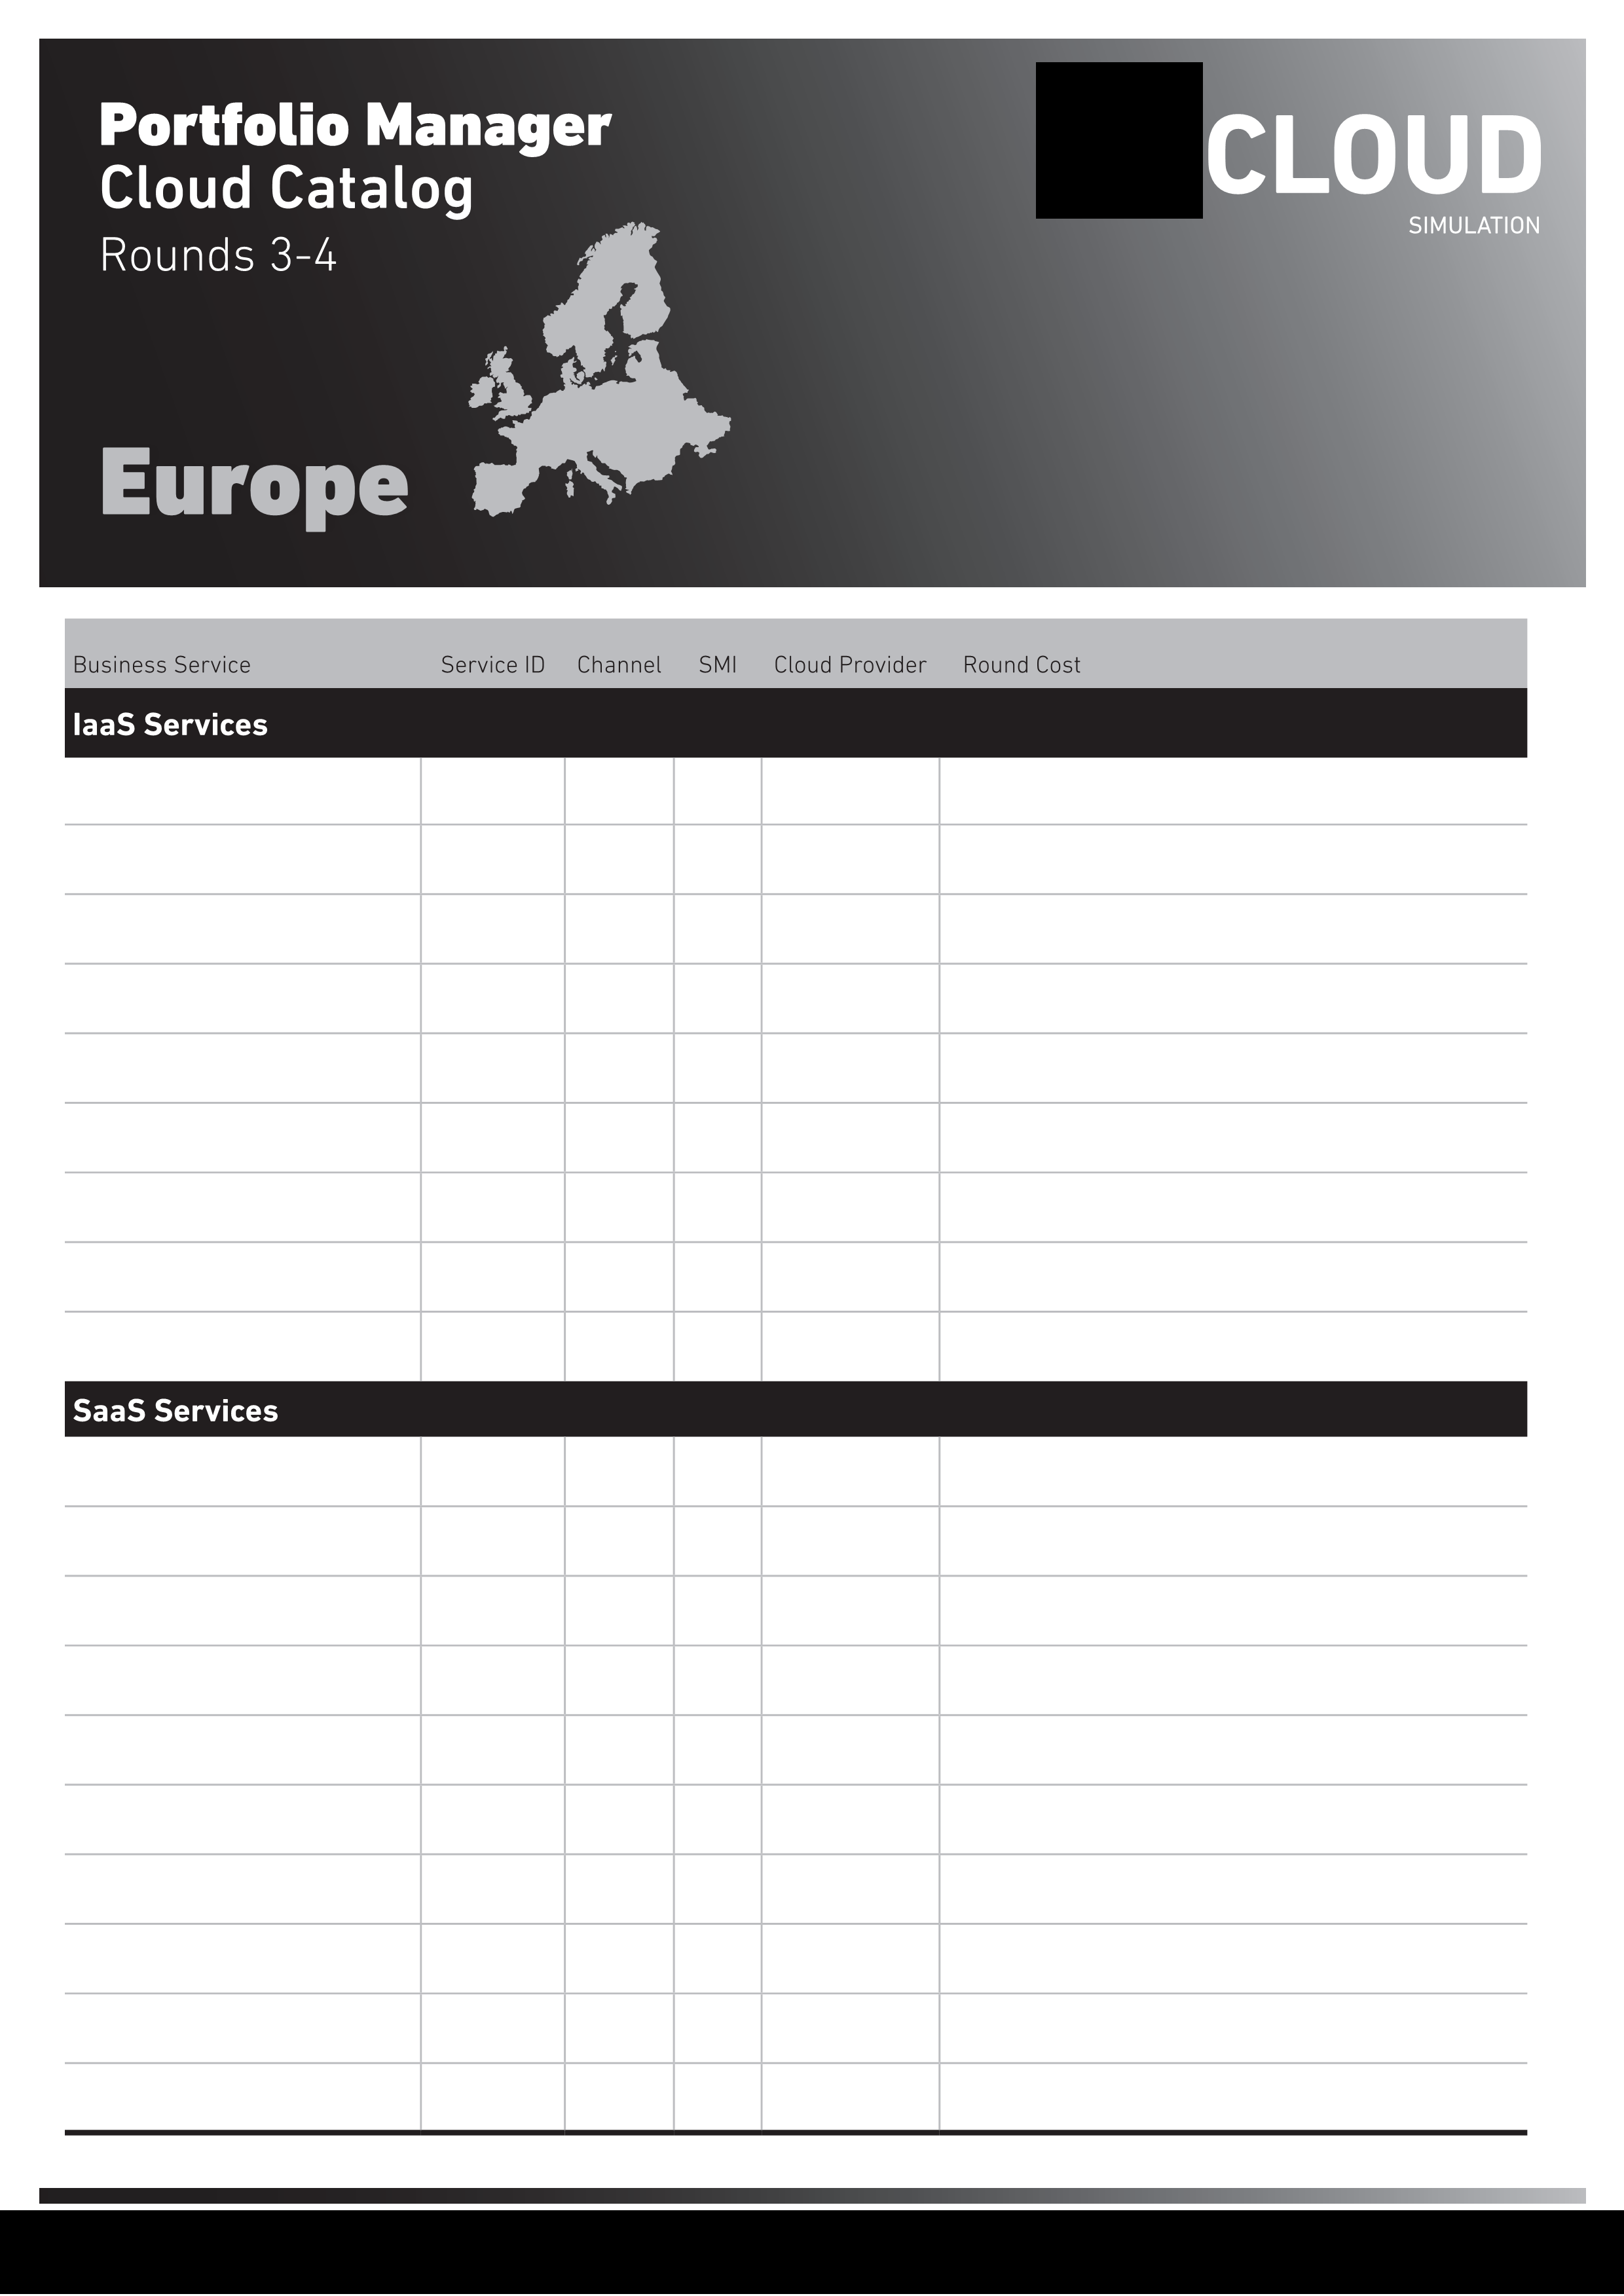 Portfolio Manager
Cloud Catalog
Rounds 3-4
CLOUD
SIMULATION
Europe
Business Service Service ID Channel SMI Cloud Provider Round Cost
IaaS Services
SaaS Services